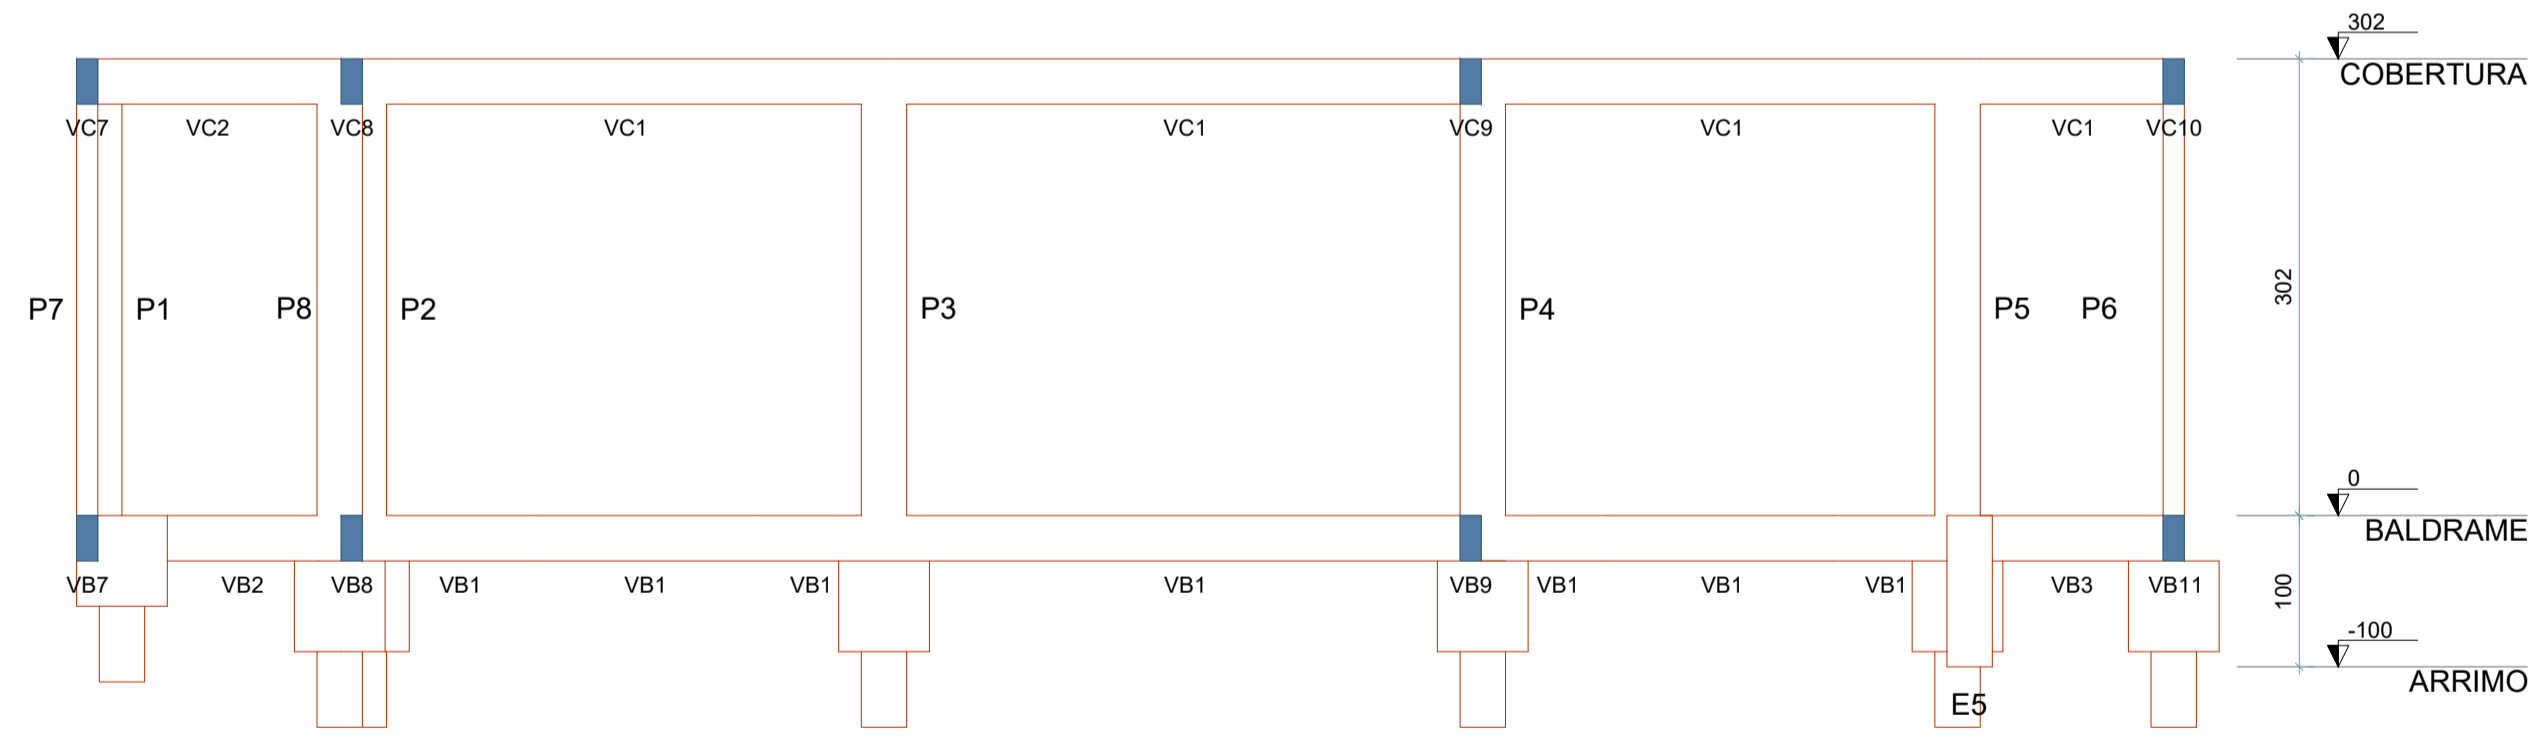 302
COBERTURA
VC7 VC2 VC8 VC1 VC1 VC9 VC1 VC1 VC10
302
P7 P1 P8 P2 P3 P4 P5 P6
0
BALDRAME
VB7 VB2 VB8 VB1 VB1 VB1 VB1 VB9 VB1 VB1 VB1 VB3 VB11
100
-100
ARRIMO
E5